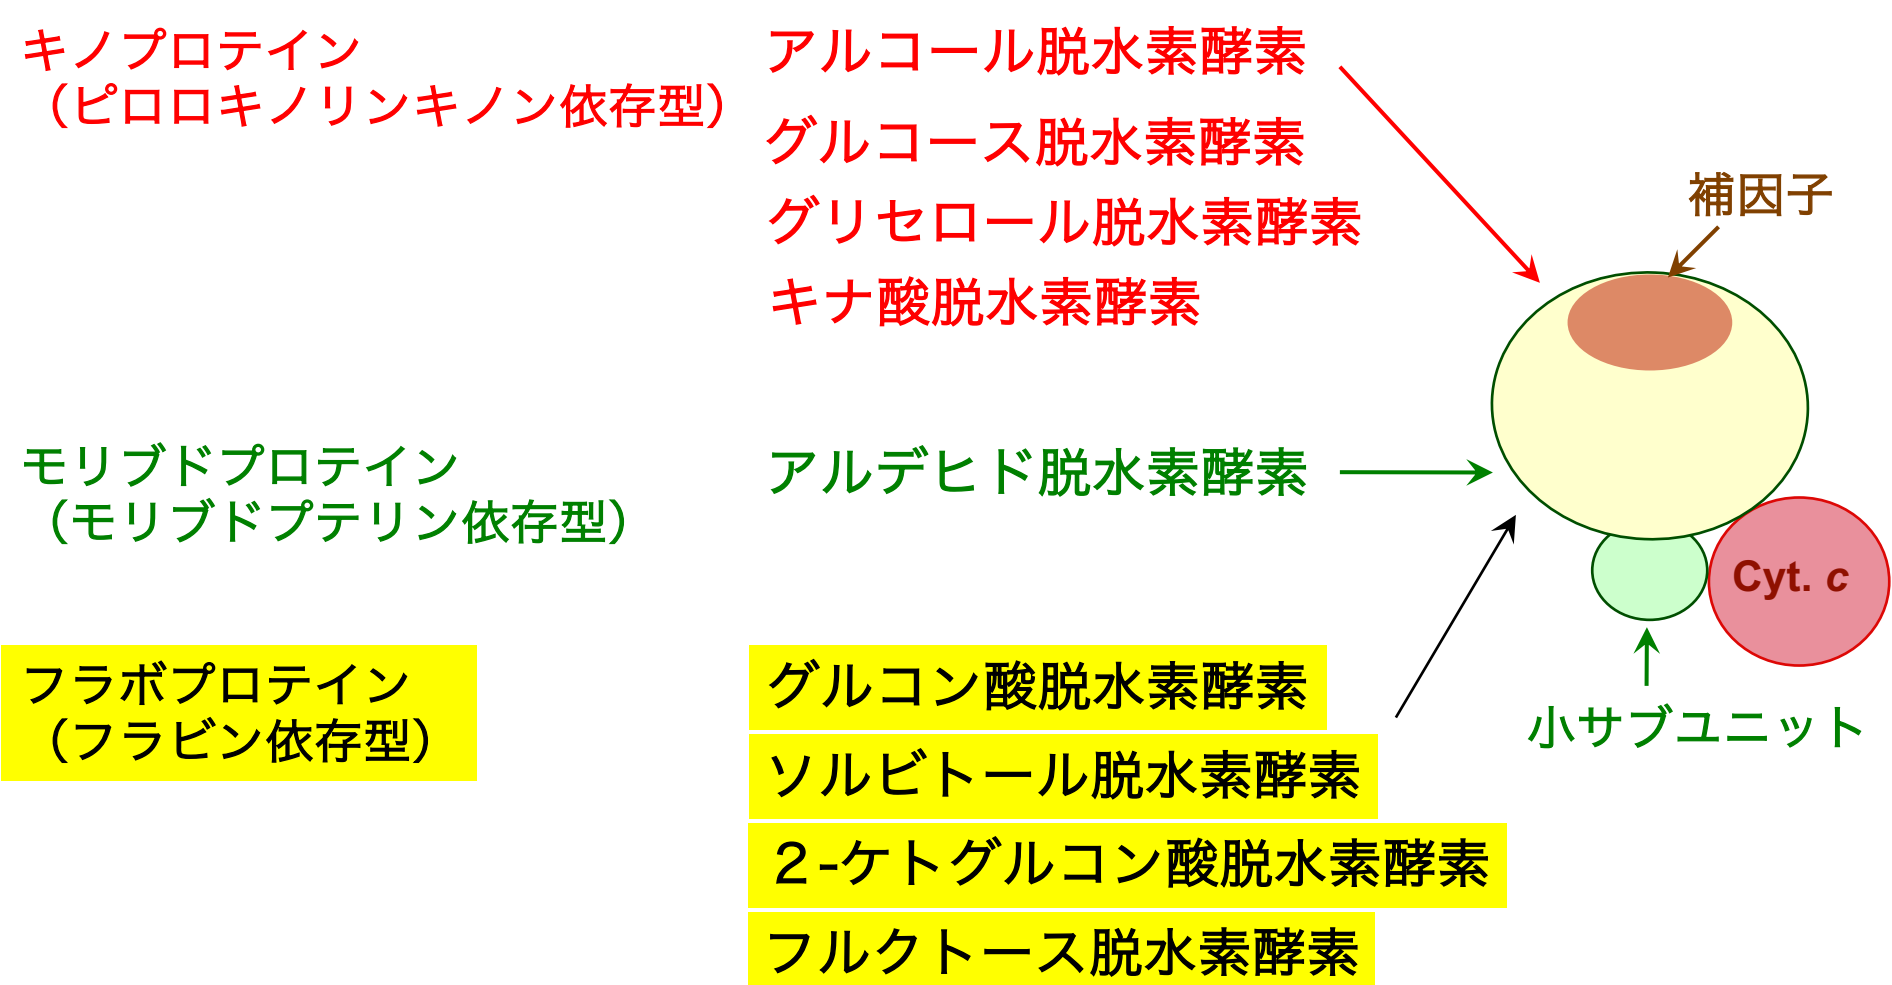 キノプロテイン
（ピロロキノリンキノン依存型）
アルコール脱水素酵素
グルコース脱水素酵素
グリセロール脱水素酵素
キナ酸脱水素酵素
モリブドプロテイン
（モリブドプテリン依存型）
アルデヒド脱水素酵素
フラボプロテイン
（フラビン依存型）
グルコン酸脱水素酵素
ソルビトール脱水素酵素
２-ケトグルコン酸脱水素酵素
フルクトース脱水素酵素
補因子
Cyt. c
小サブユニット